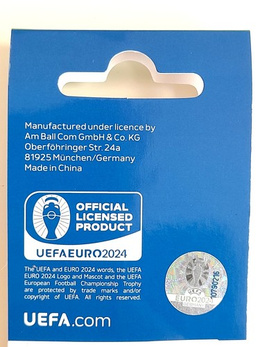 Manufactured under licence by
Am Ball Com GmbH & Co. KG
Oberföhringer Str. 24a
81925 München/Germany
Made in China
OFFICIAL
LICENSED
PRODUCT
UEFAEURO2024
The UEFA and EURO 2024 words, the UEFA
EURO 2024 Logo and Mascot and the UEFA
European Football Championship Trophy
are protected by trade marks and/or
copyright of UEFA. All rights reserved.
EURO2024
UEFA.com